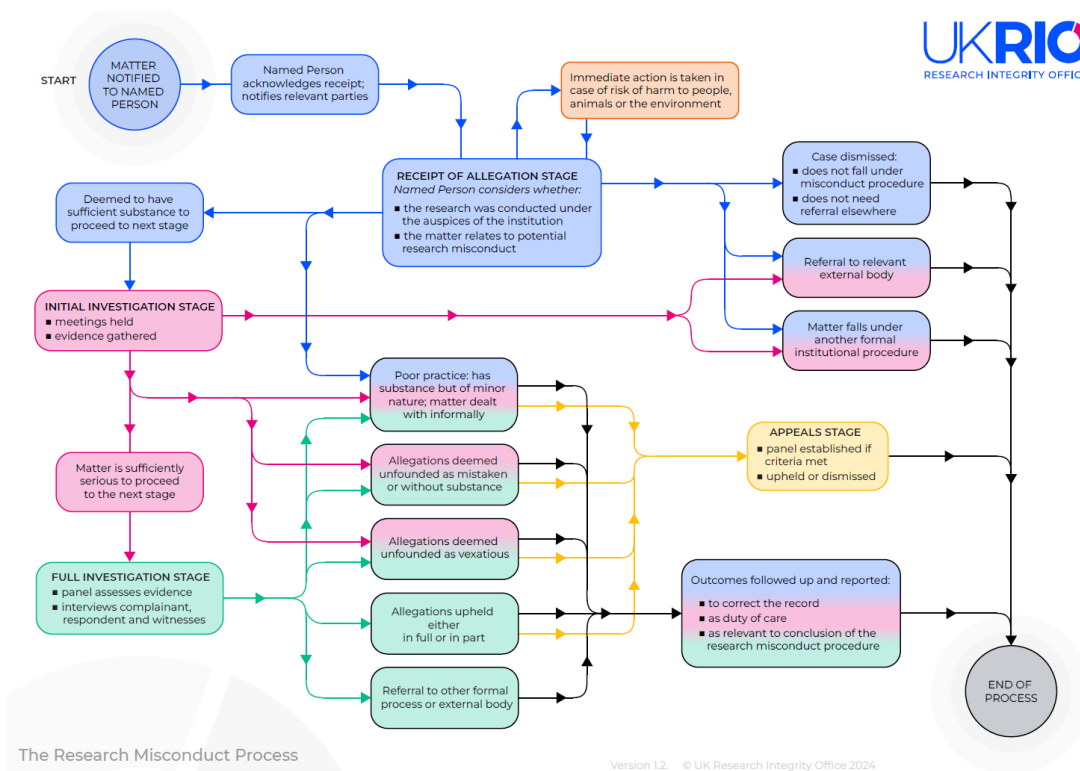 UKRIO
RESEARCH INTEGRITY OFFICE
START
MATTER
NOTIFIED
TO NAMED
PERSON
Named Person
acknowledges receipt;
notifies relevant parties
Immediate action is taken in
case of risk of harm to people,
animals or the environment
RECEIPT OF ALLEGATION STAGE
Named Person considers whether:
■ the research was conducted under
the auspices of the institution
■ the matter relates to potential
research misconduct
Case dismissed:
■ does not fall under
misconduct procedure
■ does not need
referral elsewhere
Deemed to have
sufficient substance to
proceed to next stage
Referral to relevant
external body
INITIAL INVESTIGATION STAGE
■ meetings held
■ evidence gathered
Matter falls under
another formal
institutional procedure
Poor practice: has
substance but of minor
nature; matter dealt
with informally
APPEALS STAGE
■ panel established if
criteria met
■ upheld or dismissed
Matter is sufficiently
serious to proceed
to the next stage
Allegations deemed
unfounded as mistaken
or without substance
Allegations deemed
unfounded as vexatious
FULL INVESTIGATION STAGE
■ panel assesses evidence
■ interviews complainant,
respondent and witnesses
Allegations upheld
either
in full or in part
Outcomes followed up and reported:
■ to correct the record
■ as duty of care
■ as relevant to conclusion of the
research misconduct procedure
Referral to other formal
process or external body
END OF
PROCESS
The Research Misconduct Process
Version 1.2. © UK Research Integrity Office 2024